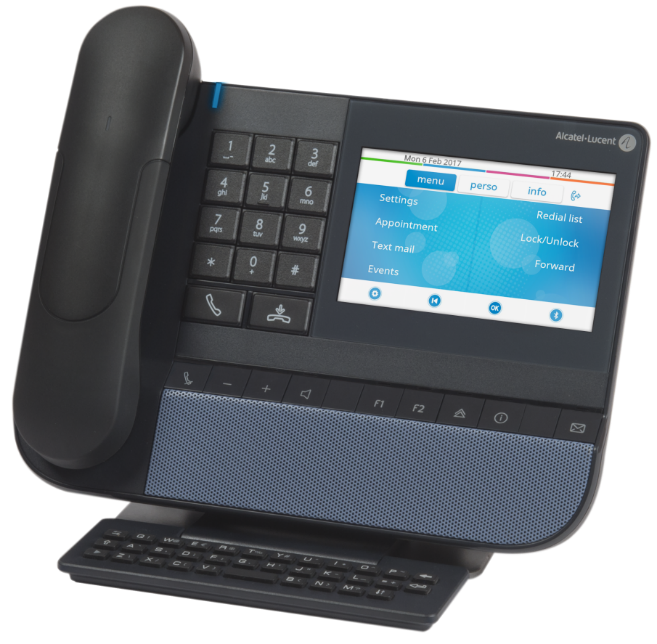 Alcatel-Lucent
Mon 6 Feb 2017 17:44
menu perso info
Settings Redial list
Appointment Lock/Unlock
Text mail Forward
Events
OK
1 2 3
abc def
4 5 6
ghi jkl mno
7 8 9
pqrs tuv wxyz
* 0 #
+
− + F1 F2 i
Q W E R T Y U I O P
A S D F G H J K L
Z X C V B N M